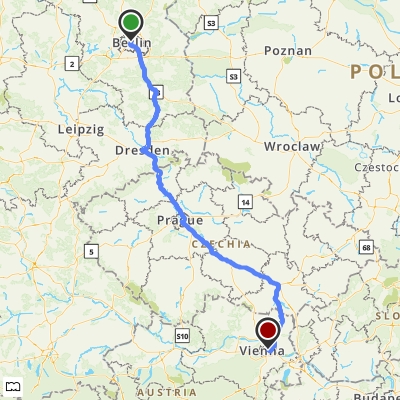 Berlin
S3
Poznan
2
S3
POL
Leipzig
Dresden
Wroclaw
Czestoc
14
Prague
CZECHIA
5
68
S10
Vienna
SLO
AUSTRIA
Budape